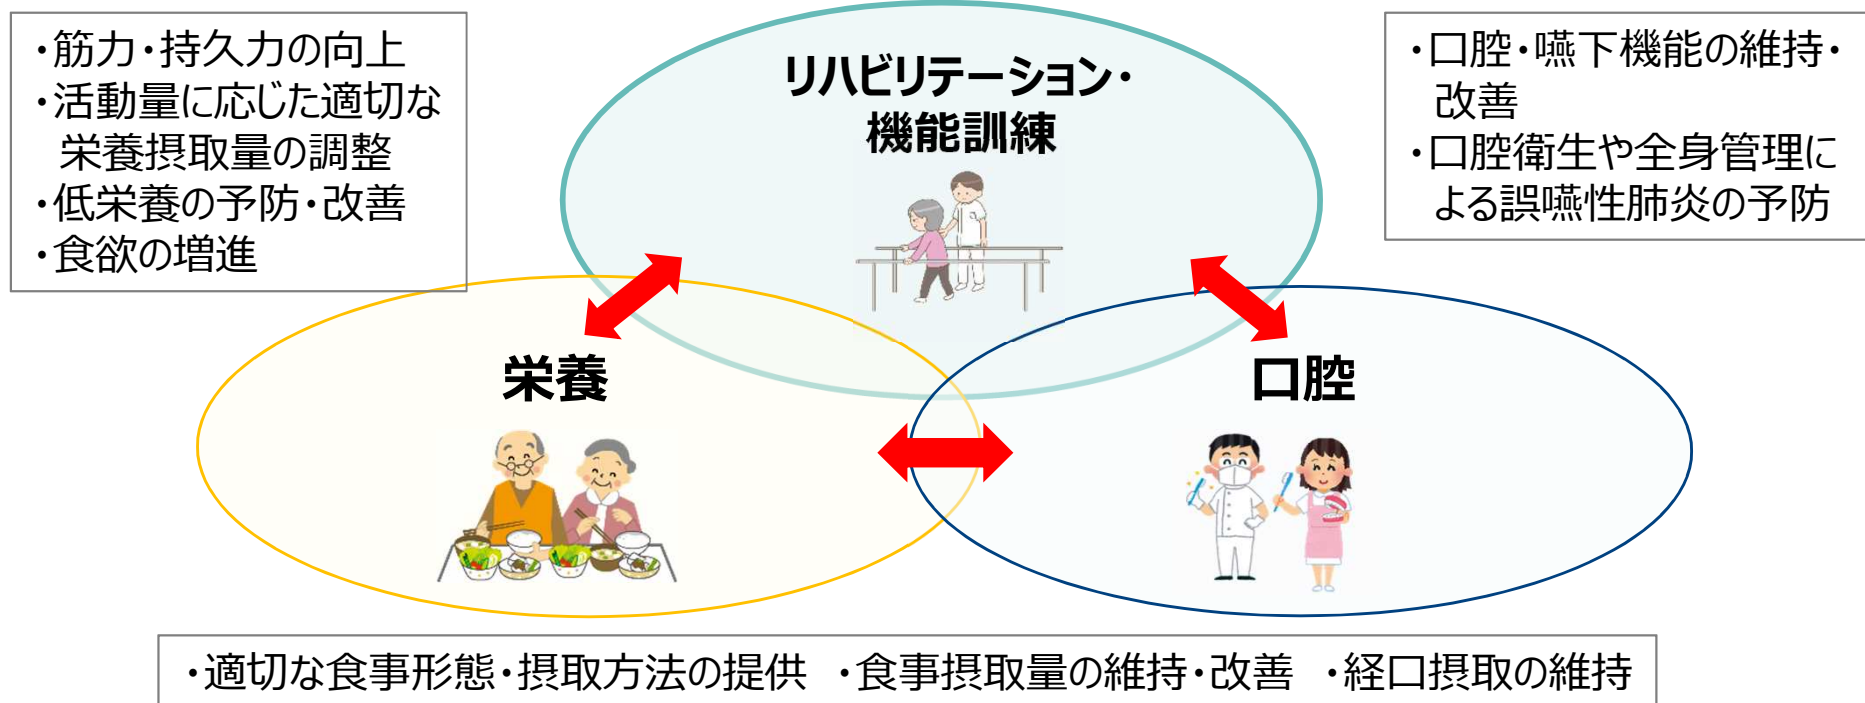 ・筋力・持久力の向上
・活動量に応じた適切な
栄養摂取量の調整
・低栄養の予防・改善
・食欲の増進
リハビリテーション・
機能訓練
・口腔・嚥下機能の維持・
改善
・口腔衛生や全身管理に
よる誤嚥性肺炎の予防
栄養
口腔
・適切な食事形態・摂取方法の提供 ・食事摂取量の維持・改善 ・経口摂取の維持